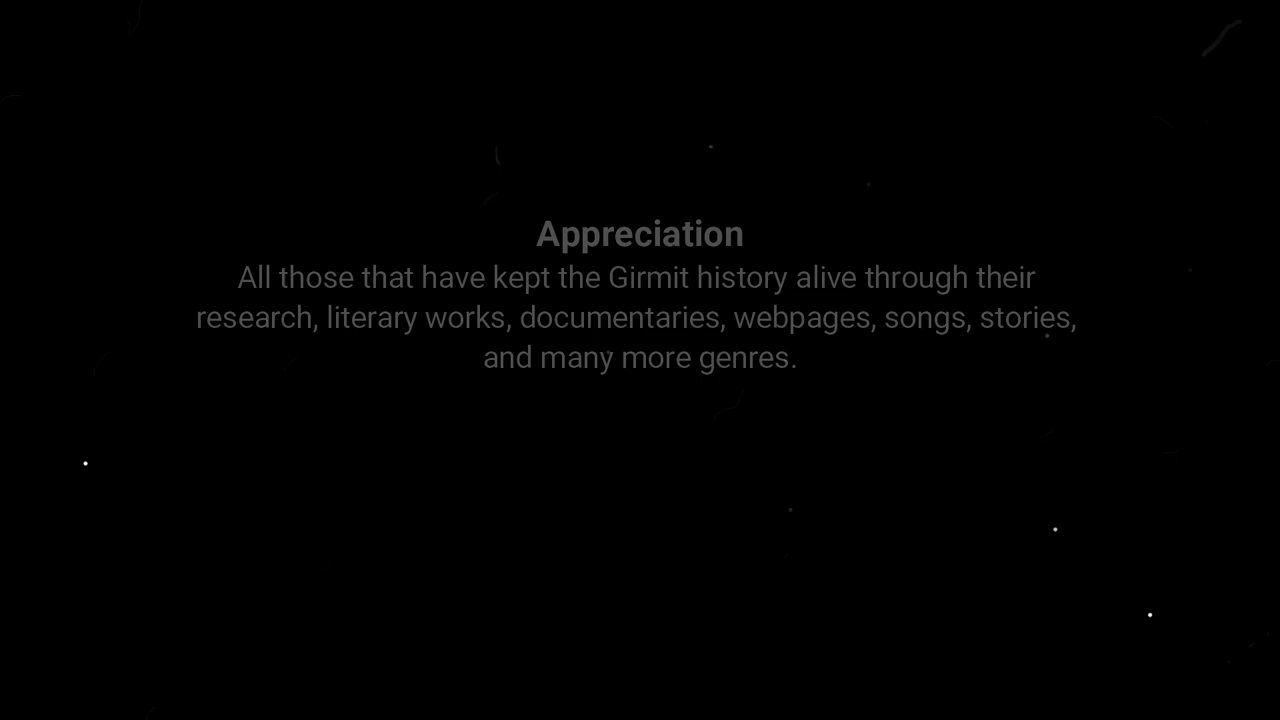 Appreciation
All those that have kept the Girmit history alive through their
research, literary works, documentaries, webpages, songs, stories,
and many more genres.